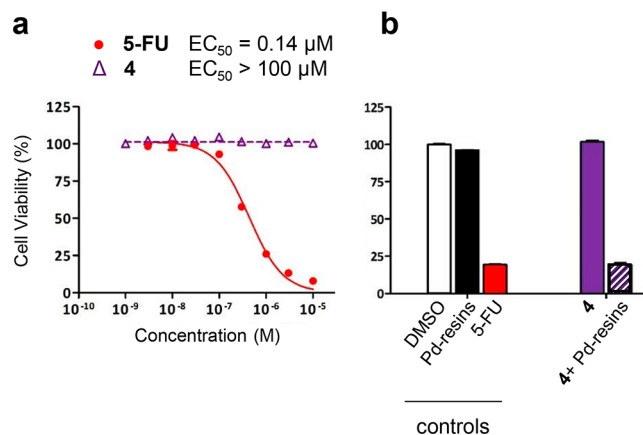 a
b
5-FU EC50 = 0.14 µM
4 EC50 > 100 µM
Cell Viability (%)
125
100
75
50
25
0
10-10 10-9 10-8 10-7 10-6 10-5
Concentration (M)
125
100
75
50
25
0
DMSO
Pd-resins
5-FU
4
4+ Pd-resins
controls